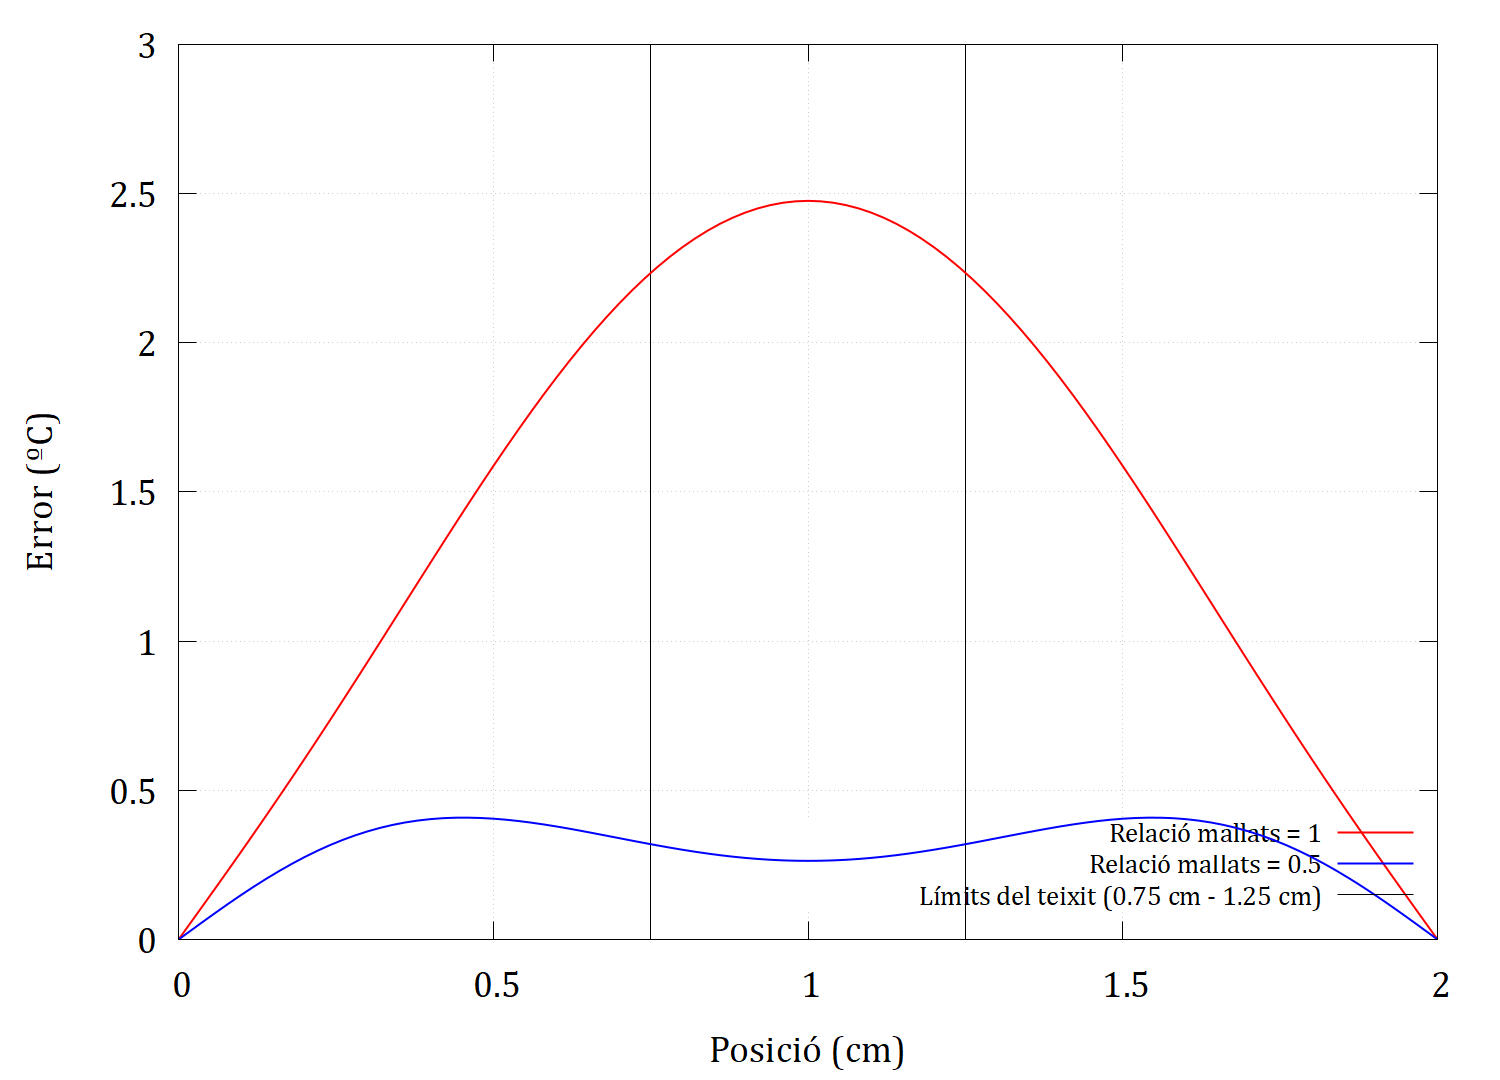 3
2.5
2
1.5
1
0.5
0
Error (ºC)
Relació mallats = 1
Relació mallats = 0.5
Límits del teixit (0.75 cm - 1.25 cm)
0 0.5 1 1.5 2
Posició (cm)